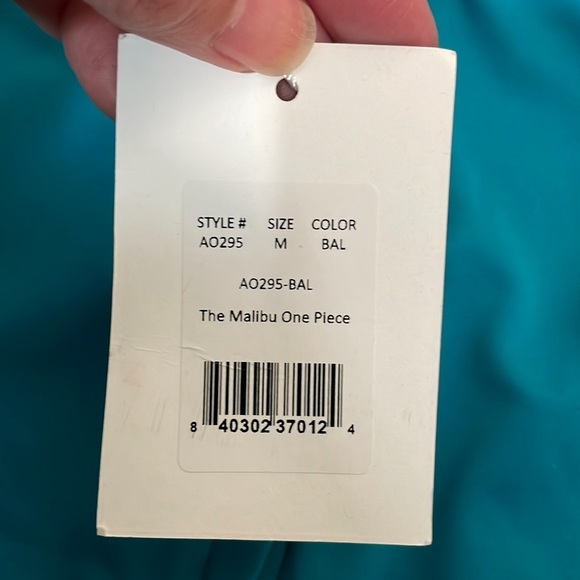 STYLE # SIZE COLOR
AO295 M BAL
AO295-BAL
The Malibu One Piece
8 40302 37012 4